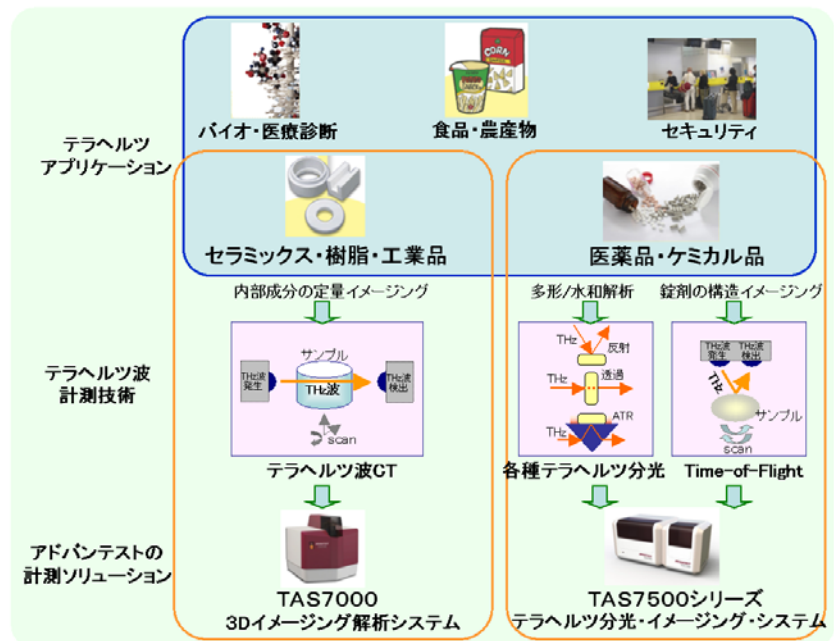 テラヘルツ
アプリケーション
バイオ・医療診断
CORN
食品・農産物
セキュリティ
セラミックス・樹脂・工業品
医薬品・ケミカル品
内部成分の定量イメージング
多形/水和解析
錠剤の構造イメージング
テラヘルツ波
計測技術
サンプル
THz波
発生
THz波
THz波
検出
scan
テラヘルツ波CT
THz
反射
THz
透過
ATR
THz
各種テラヘルツ分光
THz波
発生
THz波
検出
THz
サンプル
scan
Time-of-Flight
アドバンテストの
計測ソリューション
TAS7000
3Dイメージング解析システム
TAS7500シリーズ
テラヘルツ分光・イメージング・システム